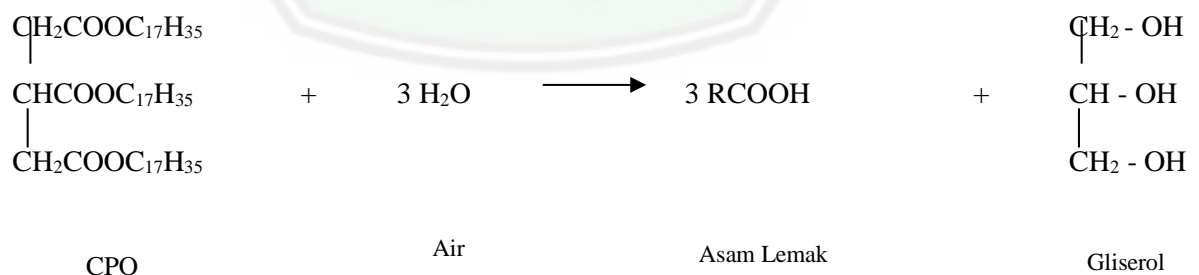 CH₂COOC₁₇H₃₅ CH₂ - OH
CHCOOC₁₇H₃₅ + 3 H₂O 3 RCOOH + CH - OH
CH₂COOC₁₇H₃₅ CH₂ - OH
CPO Air Asam Lemak Gliserol